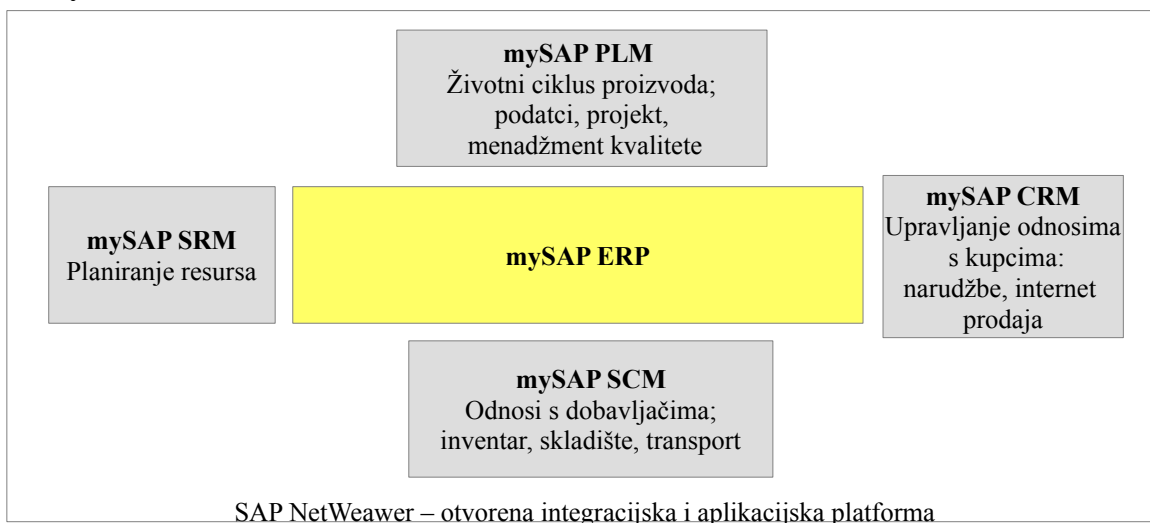 mySAP PLM
Životni ciklus proizvoda;
podatci, projekt,
menadžment kvalitete
mySAP SRM
Planiranje resursa
mySAP ERP
mySAP CRM
Upravljanje odnosima
s kupcima:
narudžbe, internet
prodaja
mySAP SCM
Odnosi s dobavljačima;
inventar, skladište, transport
SAP NetWeawer – otvorena integracijska i aplikacijska platforma